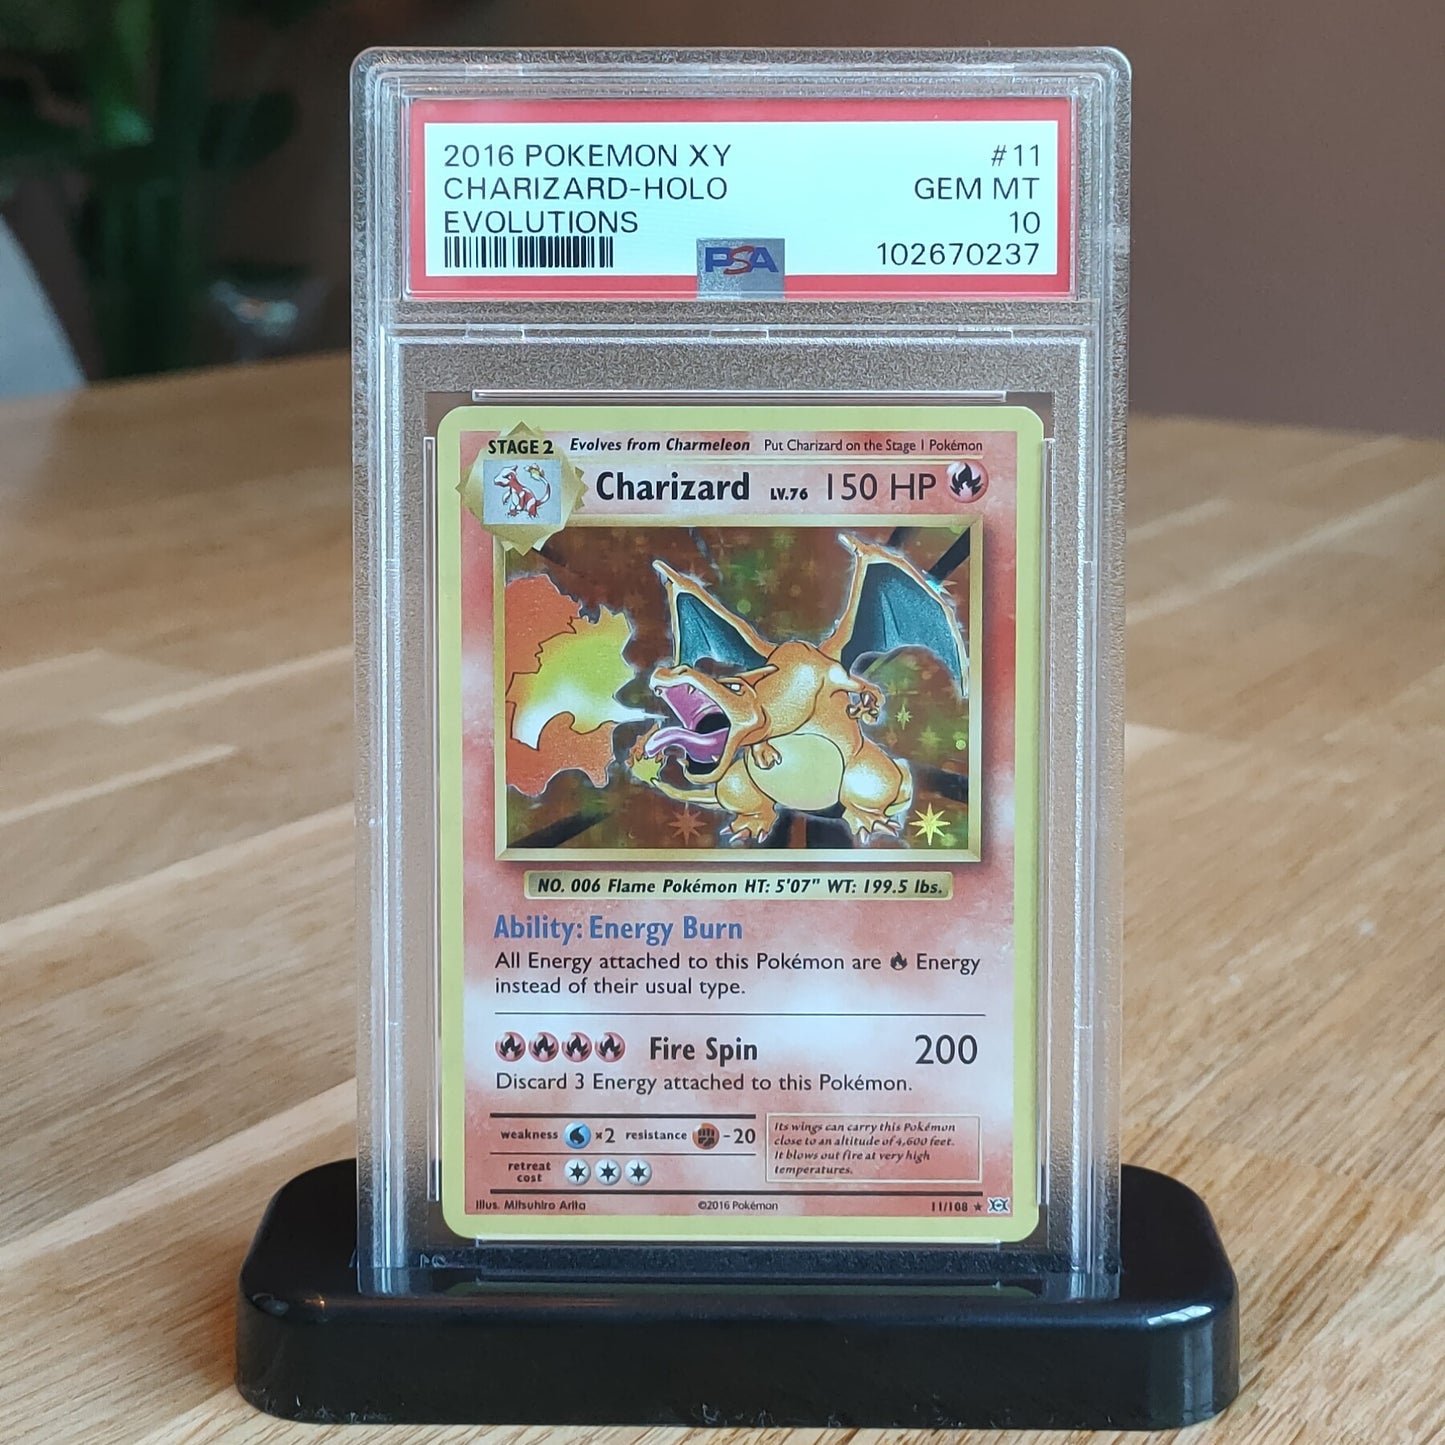 2016 POKEMON XY #11
CHARIZARD-HOLO GEM MT
EVOLUTIONS 10
102670237
PSA
STAGE 2 Evolves from Charmeleon Put Charizard on the Stage 1 Pokémon
Charizard LV.76 150 HP
NO. 006 Flame Pokémon HT: 5'07" WT: 199.5 lbs.
Ability: Energy Burn
All Energy attached to this Pokémon are Energy
instead of their usual type.
Fire Spin 200
Discard 3 Energy attached to this Pokémon.
weakness ×2 resistance -20
retreat
cost
Its wings can carry this Pokémon
close to an altitude of 4,600 feet.
It blows out fire at very high
temperatures.
Illus. Mitsuhiro Arita ©2016 Pokémon 11/108 ★